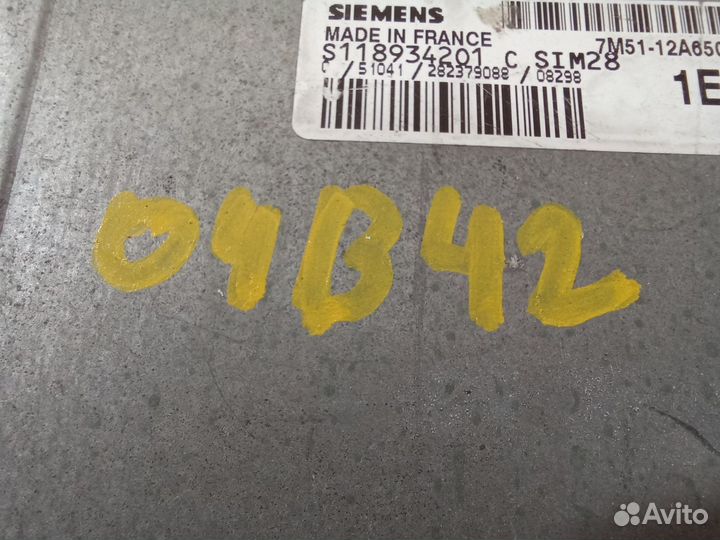 SIEMENS
MADE IN FRANCE
7M51-12A650
S118934201 C SIM28
C / 51041 / 282379088 / 08298
1E
04B42
Avito